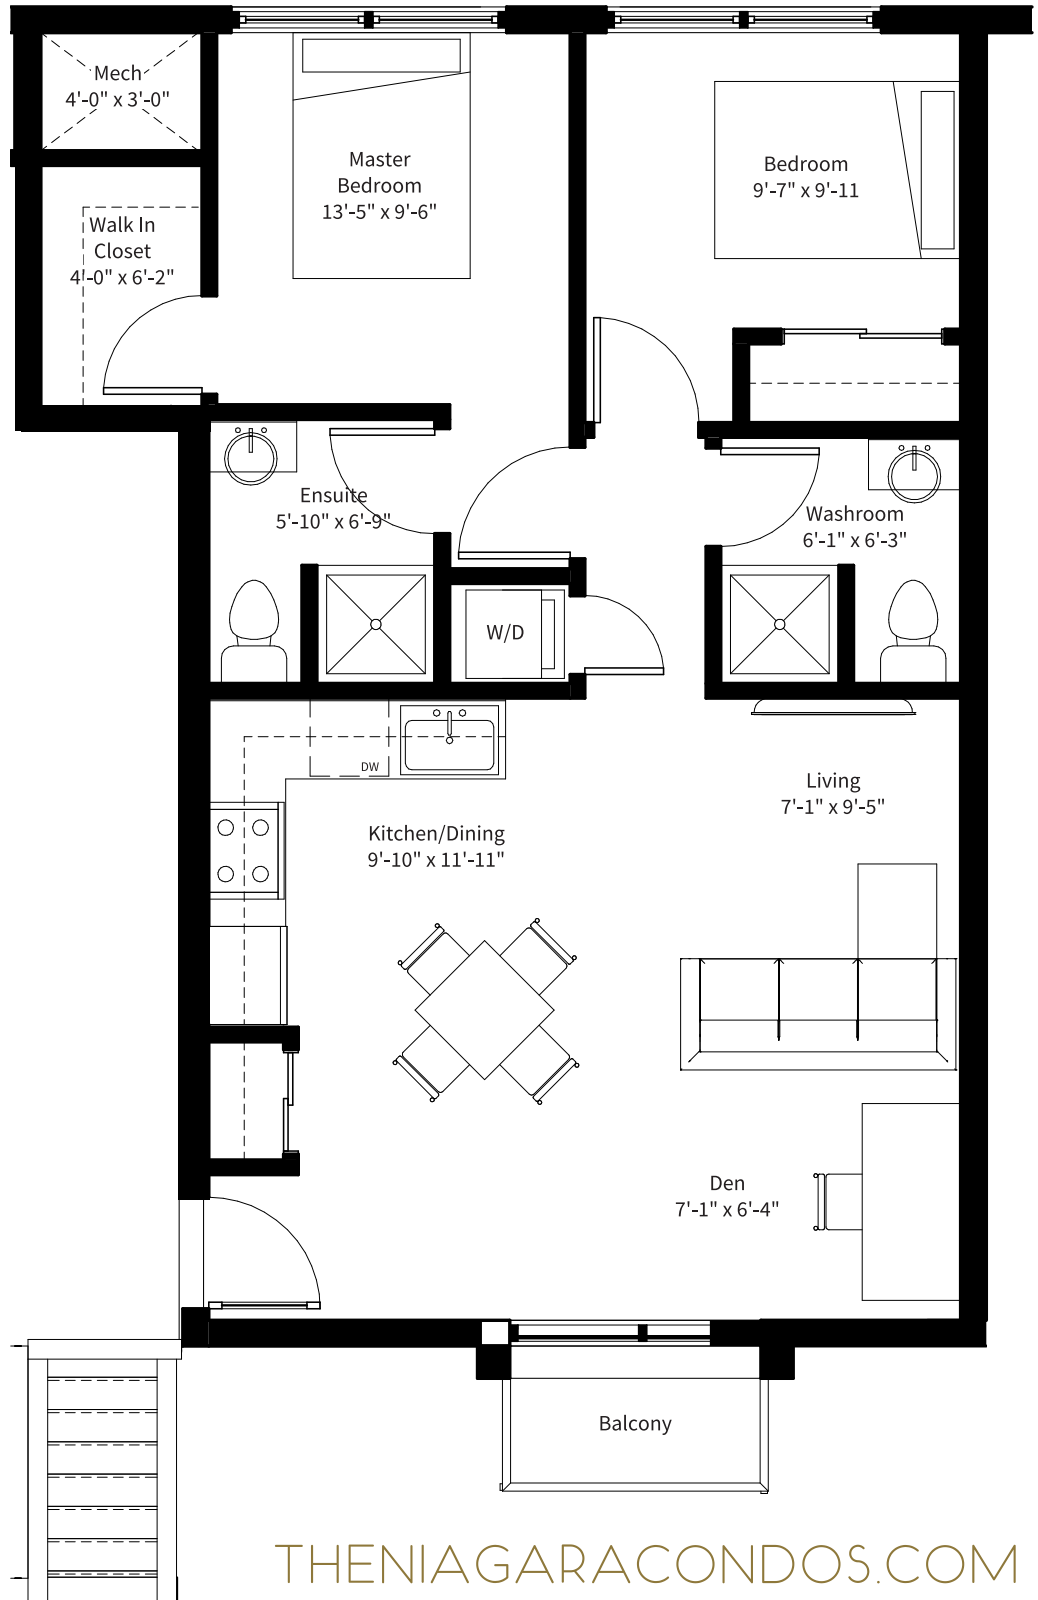 Mech
4'-0" x 3'-0"
Master
Bedroom
13'-5" x 9'-6"
Bedroom
9'-7" x 9'-11
Walk In
Closet
4'-0" x 6'-2"
Ensuite
5'-10" x 6'-9"
Washroom
6'-1" x 6'-3"
W/D
DW
Living
7'-1" x 9'-5"
Kitchen/Dining
9'-10" x 11'-11"
Den
7'-1" x 6'-4"
Balcony
THENIAGARACONDOS.COM